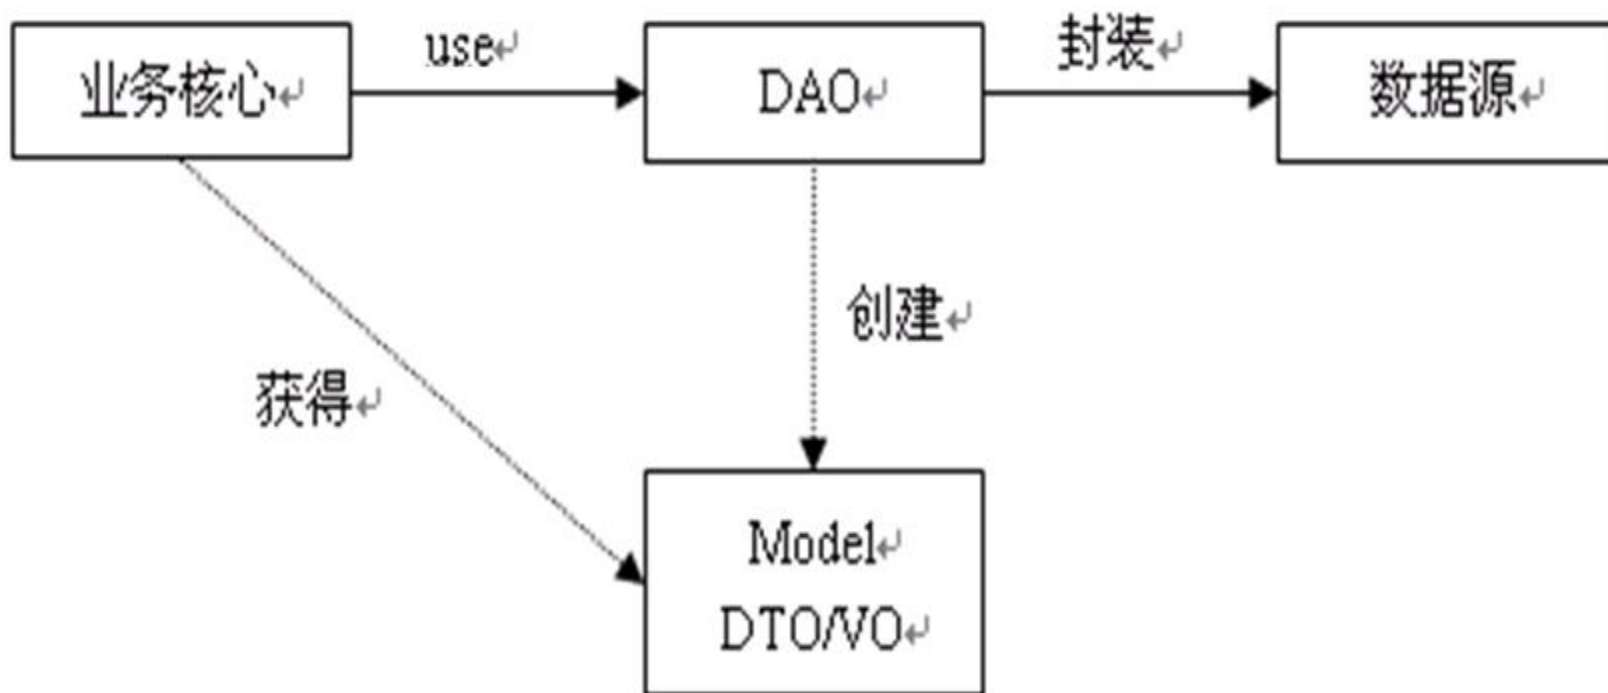 业务核心
use
DAO
封装
数据源
创建
获得
Model
DTO/VO